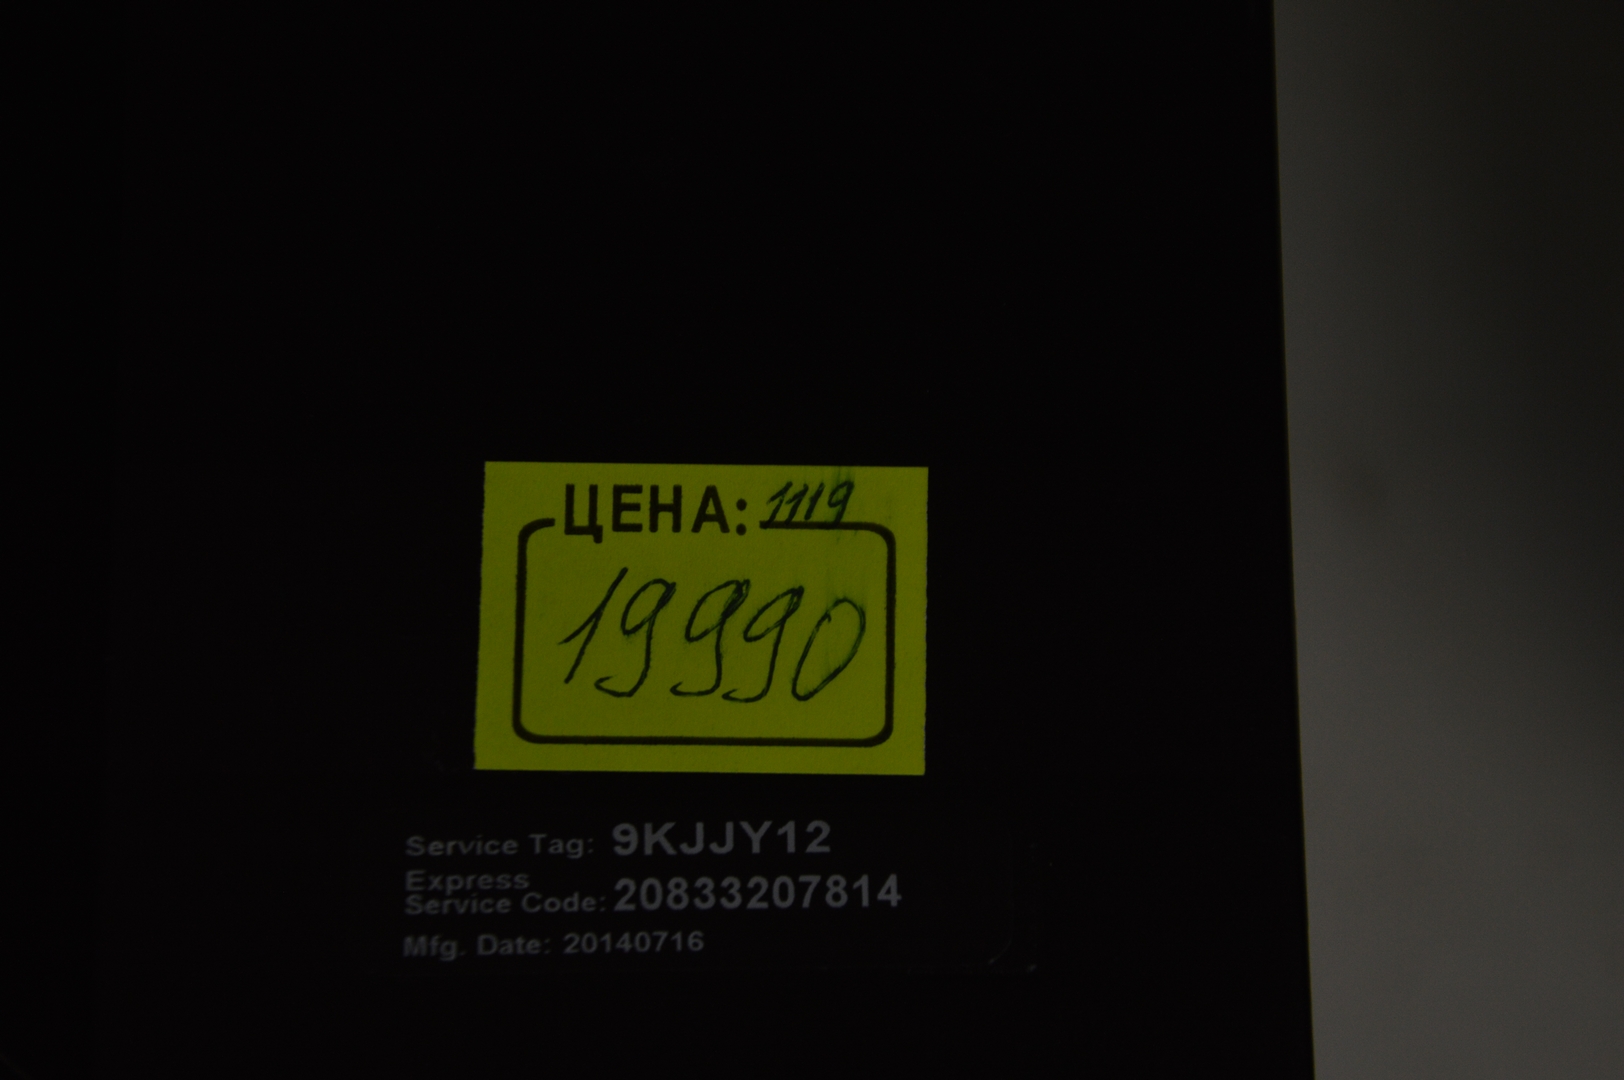 ЦЕНА: 1119
19990
Service Tag: 9KJJY12
Express
Service Code: 20833207814
Mfg. Date: 20140716